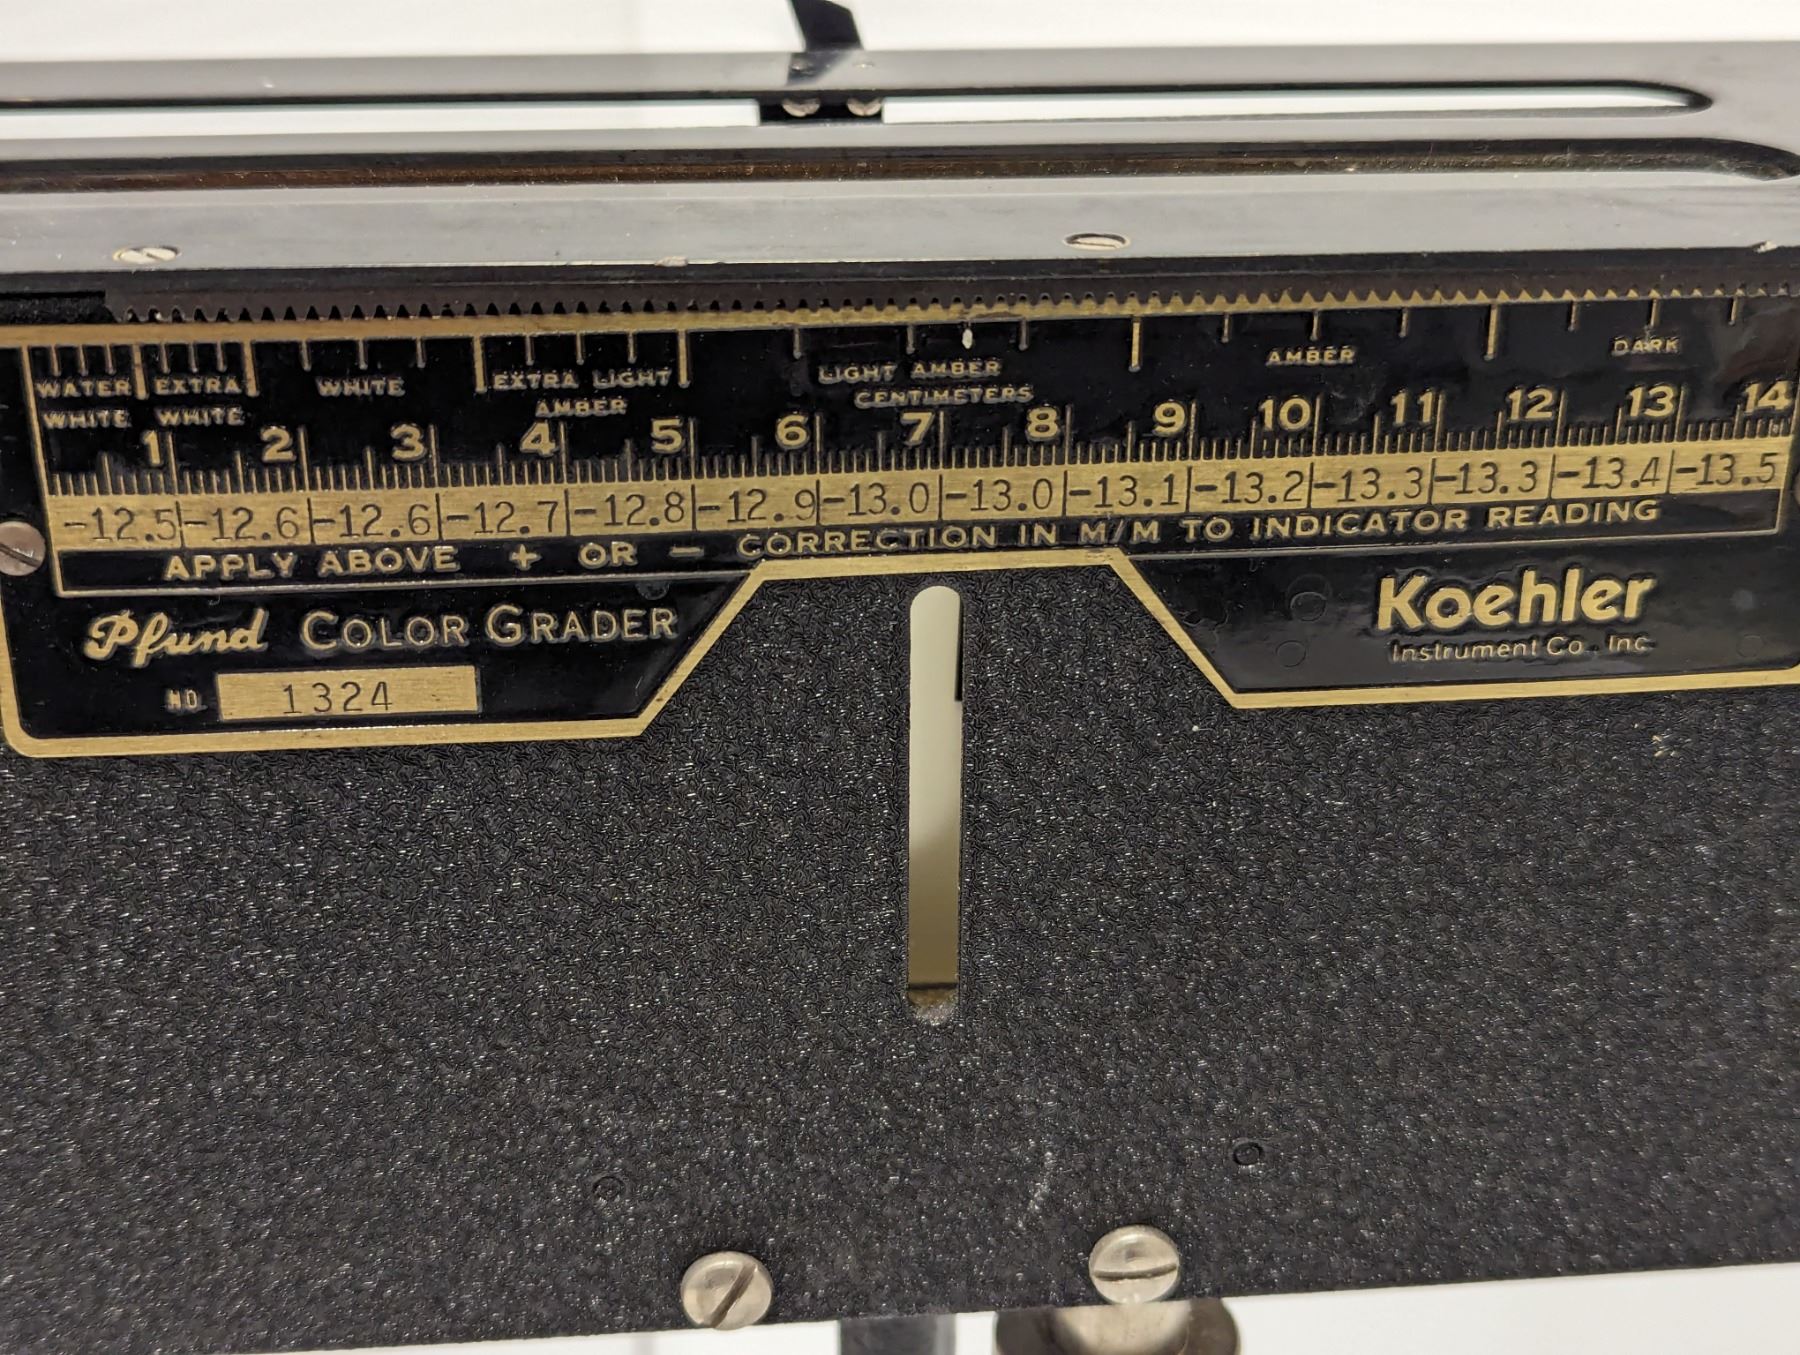 WATER EXTRA WHITE EXTRA LIGHT LIGHT AMBER AMBER DARK
WHITE WHITE AMBER CENTIMETERS
1 2 3 4 5 6 7 8 9 10 11 12 13 14
-12.5 -12.6 -12.6 -12.7 -12.8 -12.9 -13.0 -13.0 -13.1 -13.2 -13.3 -13.3 -13.4 -13.5
APPLY ABOVE + OR - CORRECTION IN M/M TO INDICATOR READING
Pfund COLOR GRADER
NO. 1324
Koehler
Instrument Co., Inc.